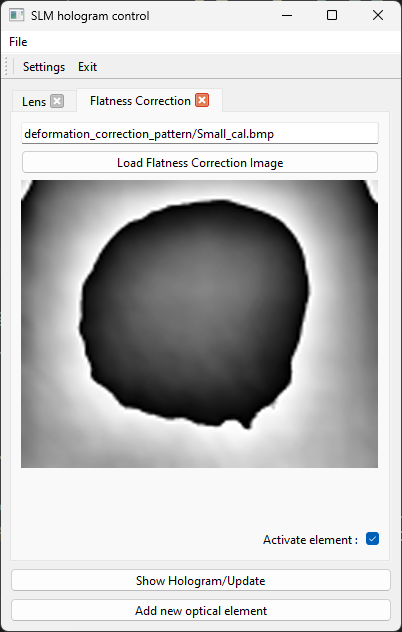 SLM hologram control
File
Settings Exit
Lens Flatness Correction
deformation_correction_pattern/Small_cal.bmp
Load Flatness Correction Image
Activate element :
Show Hologram/Update
Add new optical element